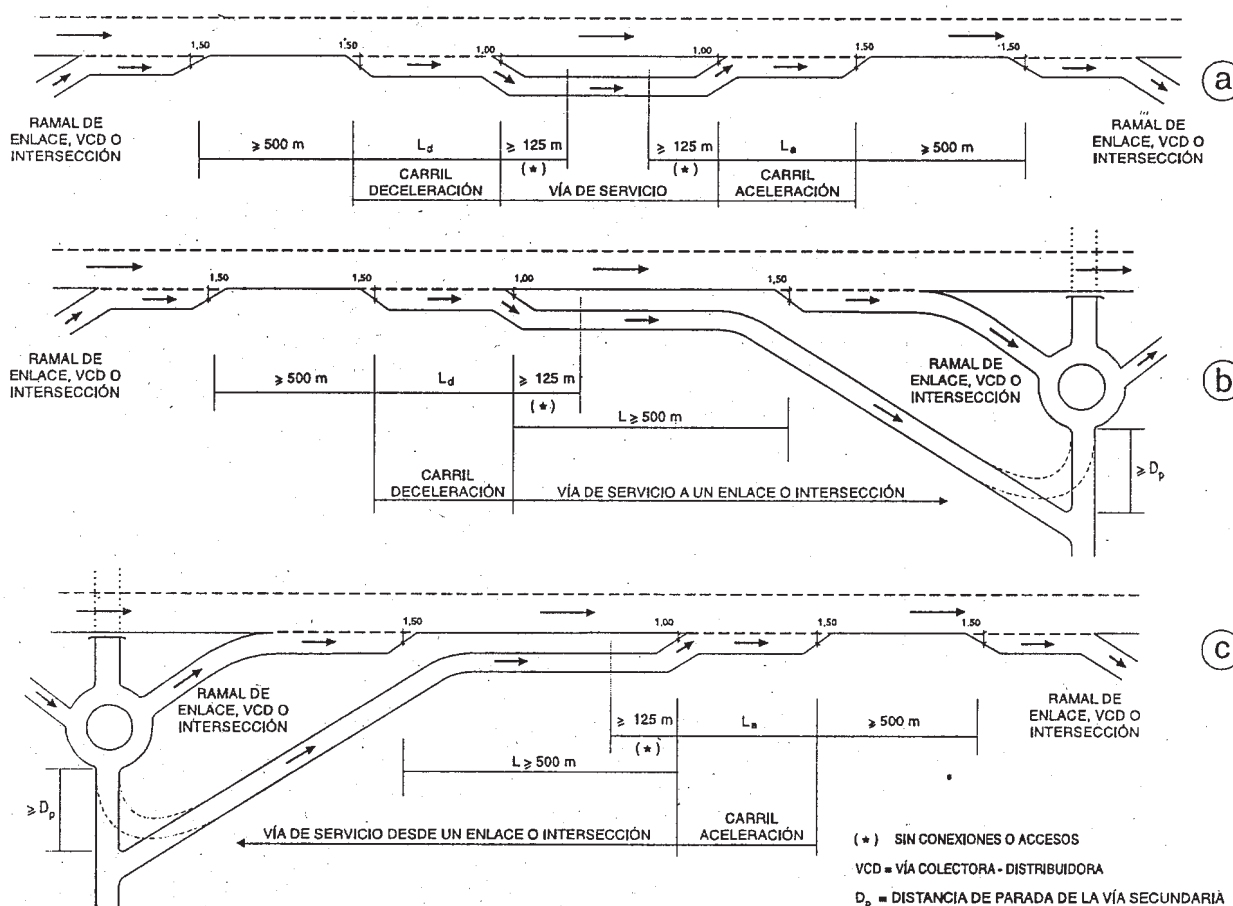 1,50 1,50 1,00 1,00 1,50 1,50
a
RAMAL DE
ENLACE, VCD O
INTERSECCIÓN
RAMAL DE
ENLACE, VCD O
INTERSECCIÓN
≥ 500 m Ld ≥ 125 m ≥ 125 m La ≥ 500 m
(*) (*)
CARRIL
DECELERACIÓN
VÍA DE SERVICIO
CARRIL
ACELERACIÓN
1,50 1,50 1,00 1,50
RAMAL DE
ENLACE, VCD O
INTERSECCIÓN
RAMAL DE
ENLACE, VCD O
INTERSECCIÓN
b
≥ 500 m Ld ≥ 125 m
(*)
L ≥ 500 m
≥ Dp
CARRIL
DECELERACIÓN
VÍA DE SERVICIO A UN ENLACE O INTERSECCIÓN
1,50 1,00 1,50 1,50
c
RAMAL DE
ENLACE, VCD O
INTERSECCIÓN
RAMAL DE
ENLACE, VCD O
INTERSECCIÓN
≥ 125 m La ≥ 500 m
(*)
L ≥ 500 m
≥ Dp
VÍA DE SERVICIO DESDE UN ENLACE O INTERSECCIÓN
CARRIL
ACELERACIÓN
(*) SIN CONEXIONES O ACCESOS
VCD = VÍA COLECTORA - DISTRIBUIDORA
Dp = DISTANCIA DE PARADA DE LA VÍA SECUNDARIA